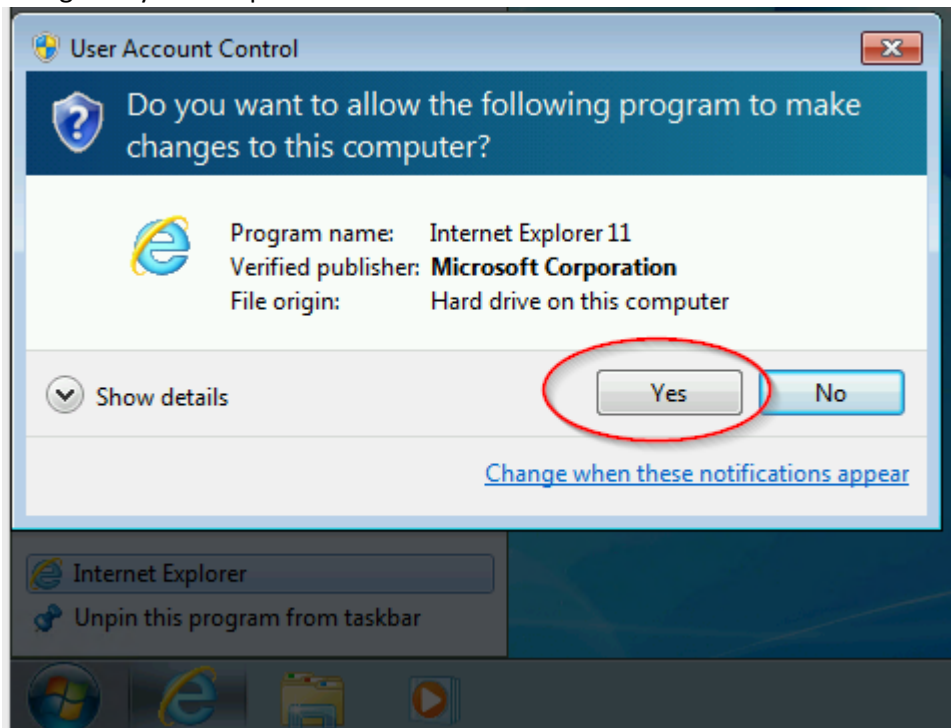 User Account Control
Do you want to allow the following program to make
changes to this computer?
Program name: Internet Explorer 11
Verified publisher: Microsoft Corporation
File origin: Hard drive on this computer
Show details
Yes
No
Change when these notifications appear
Internet Explorer
Unpin this program from taskbar